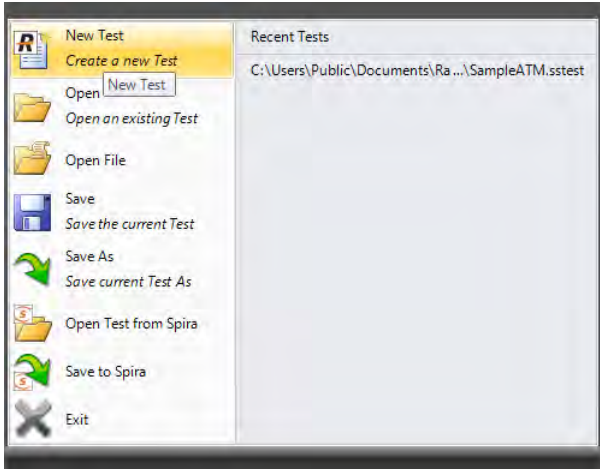 New Test
Create a new Test
New Test
Open
Open an existing Test
Open File
Save
Save the current Test
Save As
Save current Test As
Open Test from Spira
Save to Spira
Exit
Recent Tests
C:\Users\Public\Documents\Ra ...\SampleATM.sstest